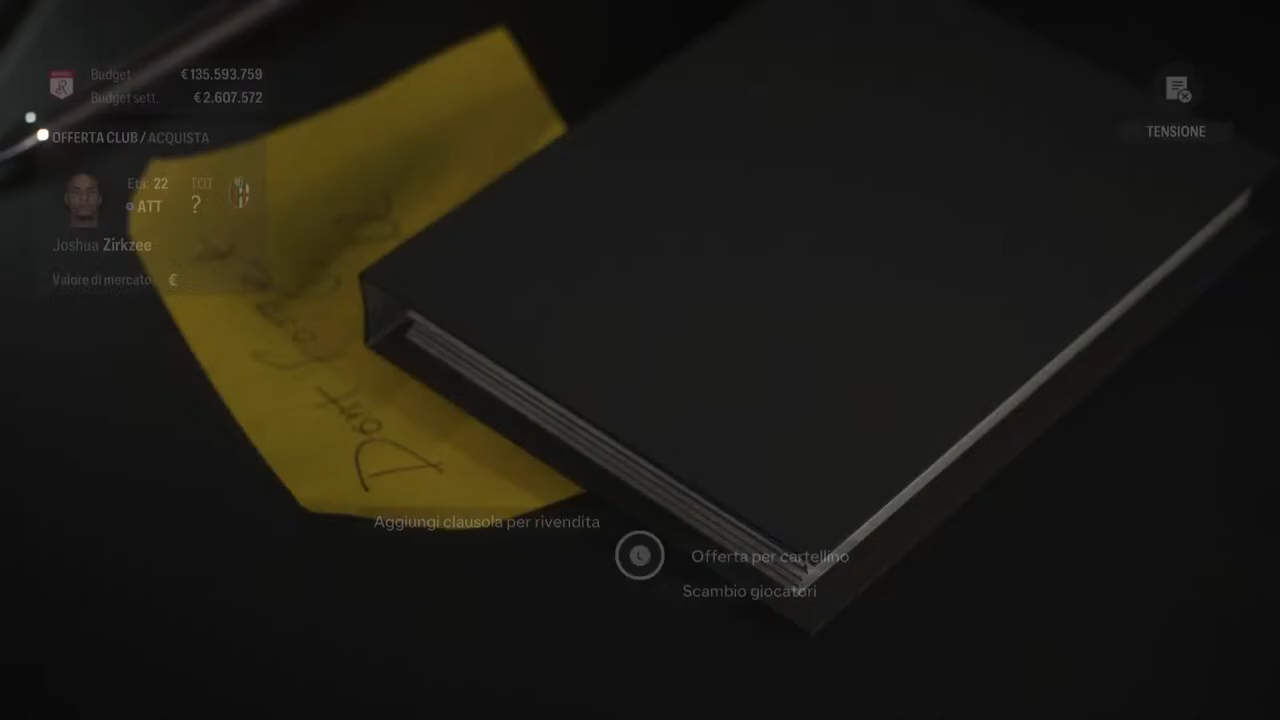 Budget €135.593.759
Budget sett. €2.607.572
TENSIONE
OFFERTA CLUB / ACQUISTA
Età: 22 TOT
ATT ?
Joshua Zirkzee
Valore di mercato €
Dont
Aggiungi clausola per rivendita
L
Offerta per cartellino
Scambio giocatori